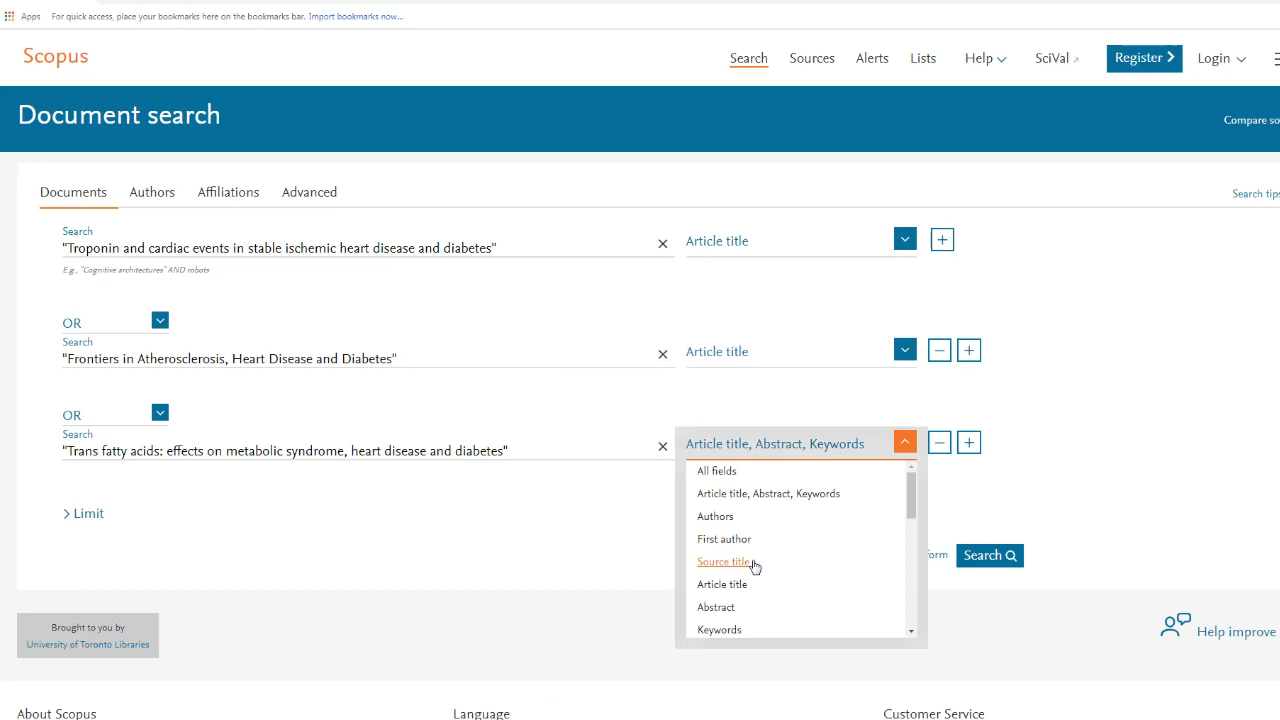 Apps For quick access, place your bookmarks here on the bookmarks bar. Import bookmarks now...
Scopus Search Sources Alerts Lists Help SciVal Register Login
Document search
Compare so
Documents Authors Affiliations Advanced Search tips
Search
"Troponin and cardiac events in stable ischemic heart disease and diabetes" Article title
E.g., "Cognitive architectures" AND robots
OR
Search
"Frontiers in Atherosclerosis, Heart Disease and Diabetes" Article title
OR
Search
"Trans fatty acids: effects on metabolic syndrome, heart disease and diabetes" Article title, Abstract, Keywords
All fields
Article title, Abstract, Keywords
Authors
First author
Source title
Article title
Abstract
Keywords
Limit
form Search
Brought to you by
University of Toronto Libraries
Help improve
About Scopus Language Customer Service